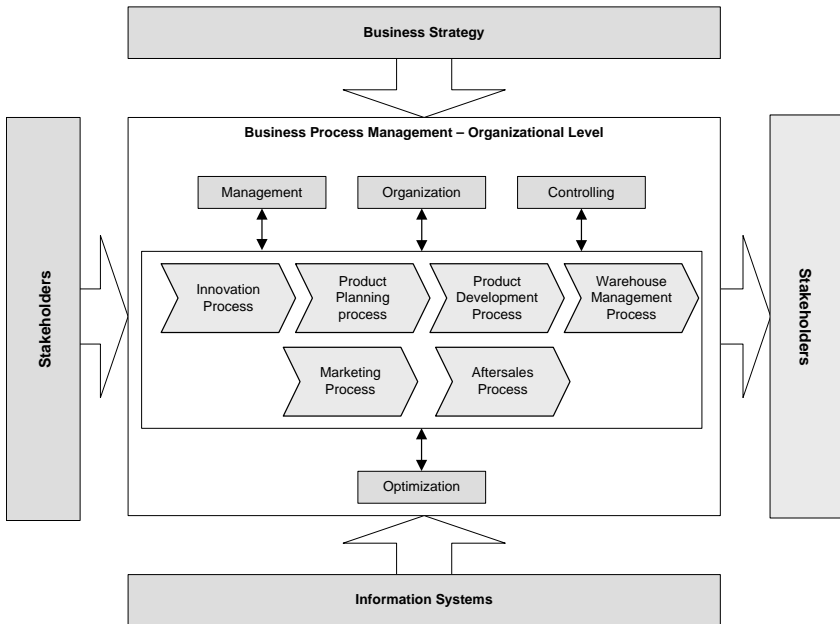 Business Strategy
Stakeholders
Business Process Management – Organizational Level
Management
Organization
Controlling
Innovation
Process
Product
Planning
process
Product
Development
Process
Warehouse
Management
Process
Marketing
Process
Aftersales
Process
Optimization
Stakeholders
Information Systems